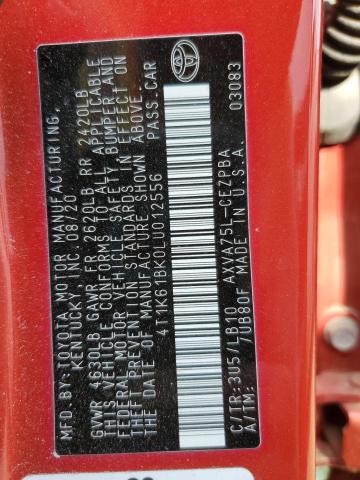 MFD. BY: TOYOTA MOTOR MANUFACTURING,
KENTUCKY, INC. 08/20
GVWR 4630LB GAWR FR 2620LB RR 2420LB
THIS VEHICLE CONFORMS TO ALL APPLICABLE
FEDERAL MOTOR VEHICLE SAFETY BUMPER AND
THEFT PREVENTION STANDARDS IN EFFECT ON
THE DATE OF MANUFACTURE SHOWN ABOVE.
4T1K61BK0LU012556 PASS. CAR
C/TR:3U5/LB10 AXVA75L-CEZPBA
A/TM: /UB80F MADE IN U.S.A. 03083
TOYOTA